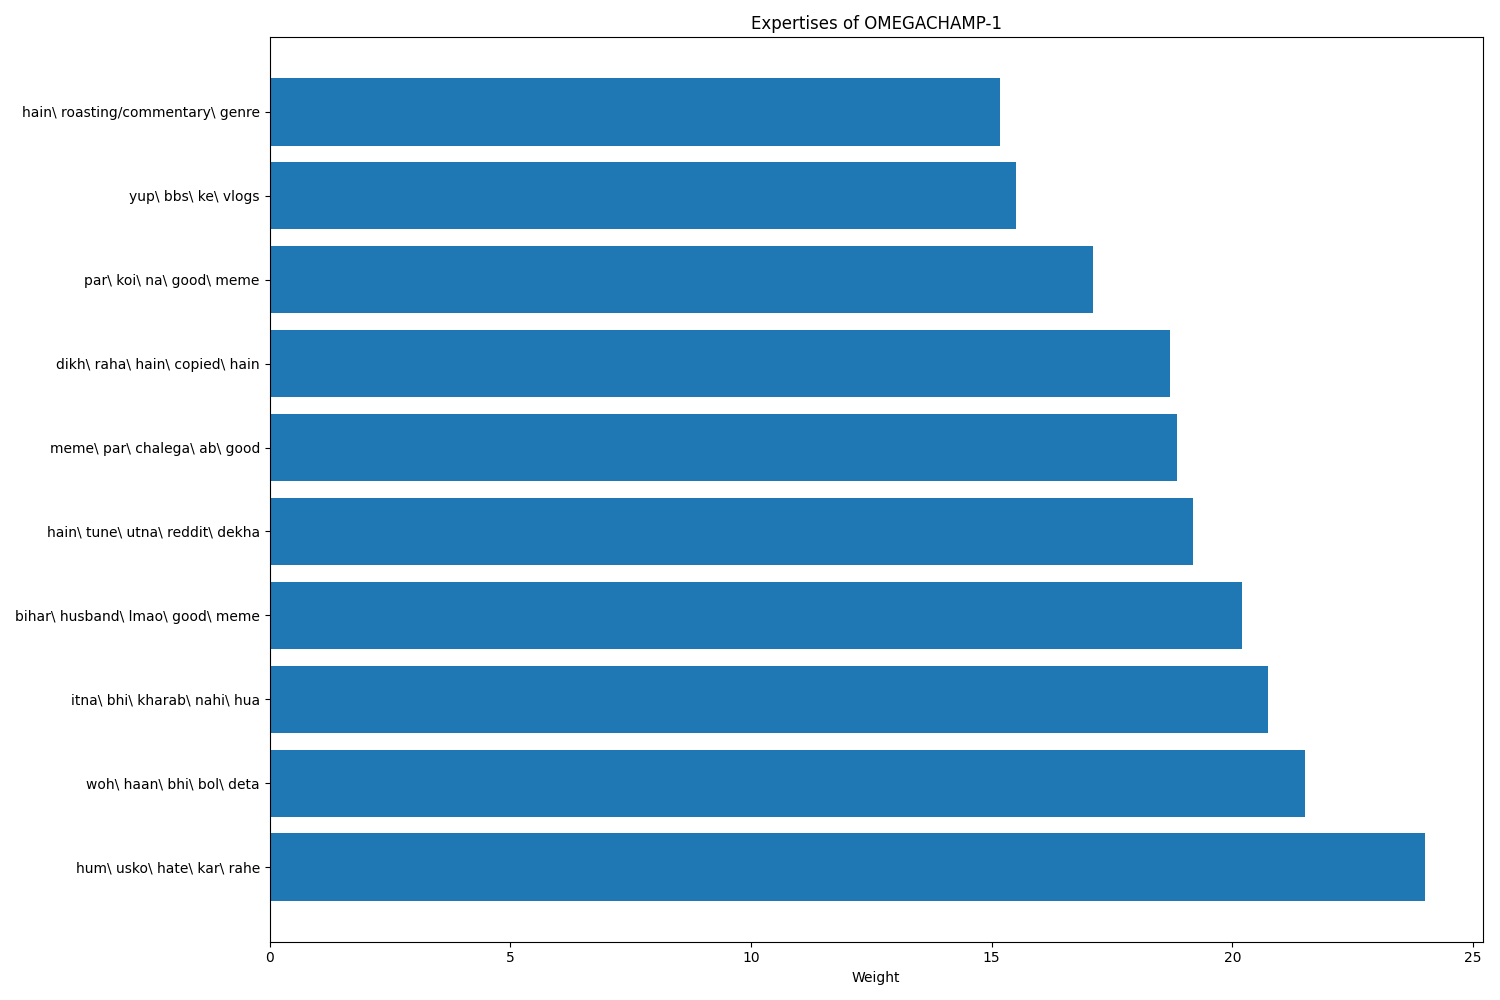 Expertises of OMEGACHAMP-1
hain\ roasting/commentary\ genre
yup\ bbs\ ke\ vlogs
par\ koi\ na\ good\ meme
dikh\ raha\ hain\ copied\ hain
meme\ par\ chalega\ ab\ good
hain\ tune\ utna\ reddit\ dekha
bihar\ husband\ lmao\ good\ meme
itna\ bhi\ kharab\ nahi\ hua
woh\ haan\ bhi\ bol\ deta
hum\ usko\ hate\ kar\ rahe
0 5 10 15 20 25
Weight